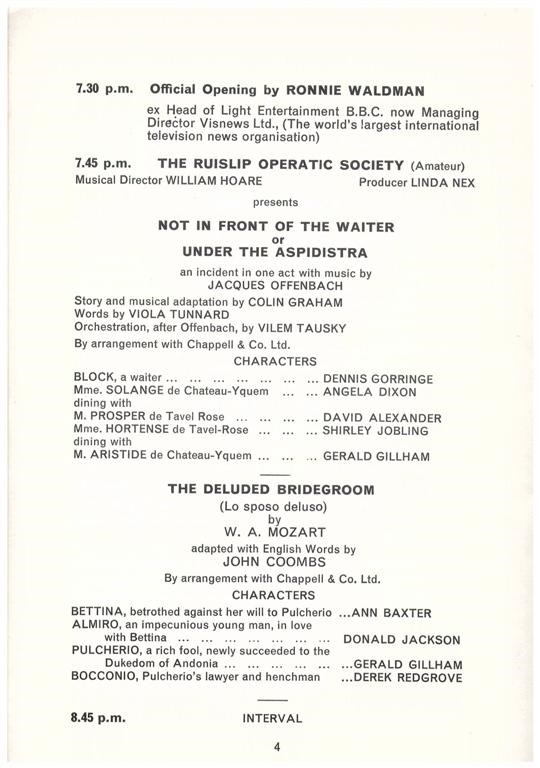 7.30 p.m. Official Opening by RONNIE WALDMAN
ex Head of Light Entertainment B.B.C. now Managing
Director Visnews Ltd., (The world's largest international
television news organisation)
7.45 p.m. THE RUISLIP OPERATIC SOCIETY (Amateur)
Musical Director WILLIAM HOARE Producer LINDA NEX
presents
NOT IN FRONT OF THE WAITER
or
UNDER THE ASPIDISTRA
an incident in one act with music by
JACQUES OFFENBACH
Story and musical adaptation by COLIN GRAHAM
Words by VIOLA TUNNARD
Orchestration, after Offenbach, by VILEM TAUSKY
By arrangement with Chappell & Co. Ltd.
CHARACTERS
BLOCK, a waiter ... ... ... ... ... ... ... DENNIS GORRINGE
Mme. SOLANGE de Chateau-Yquem ... ... ANGELA DIXON
dining with
M. PROSPER de Tavel Rose ... ... ... ... DAVID ALEXANDER
Mme. HORTENSE de Tavel-Rose ... ... ... SHIRLEY JOBLING
dining with
M. ARISTIDE de Chateau-Yquem ... ... ... GERALD GILLHAM
THE DELUDED BRIDEGROOM
(Lo sposo deluso)
by
W. A. MOZART
adapted with English Words by
JOHN COOMBS
By arrangement with Chappell & Co. Ltd.
CHARACTERS
BETTINA, betrothed against her will to Pulcherio ...ANN BAXTER
ALMIRO, an impecunious young man, in love
with Bettina ... ... ... ... ... ... ... DONALD JACKSON
PULCHERIO, a rich fool, newly succeeded to the
Dukedom of Andonia ... ... ... ... ... ...GERALD GILLHAM
BOCCONIO, Pulcherio's lawyer and henchman ...DEREK REDGROVE
8.45 p.m. INTERVAL
4